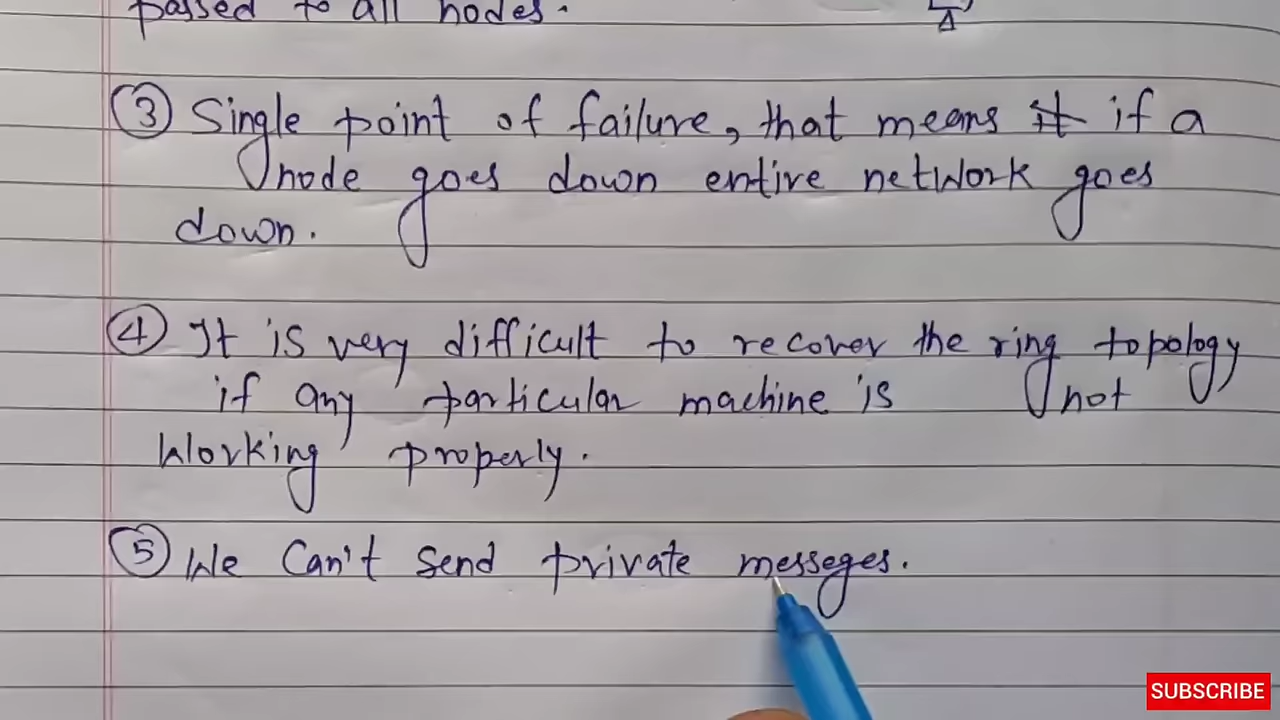 passed to all nodes.
③ Single point of failure, that means it if a
node goes down entire network goes
down.
④ It is very difficult to recover the ring topology
if any particular machine is not
working properly.
⑤ We Can't Send private messeges.
SUBSCRIBE